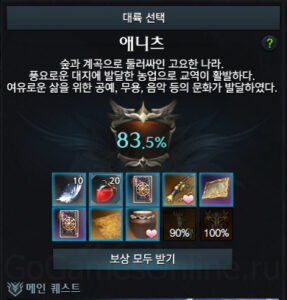 대륙 선택
애니츠
?
숲과 계곡으로 둘러싸인 고요한 나라.
풍요로운 대지에 발달한 농업으로 교역이 활발하다.
여유로운 삶을 위한 공예, 무용, 음악 등의 문화가 발달하였다.
83.5%
10
20
90%
100%
보상 모두 받기
메인 퀘스트